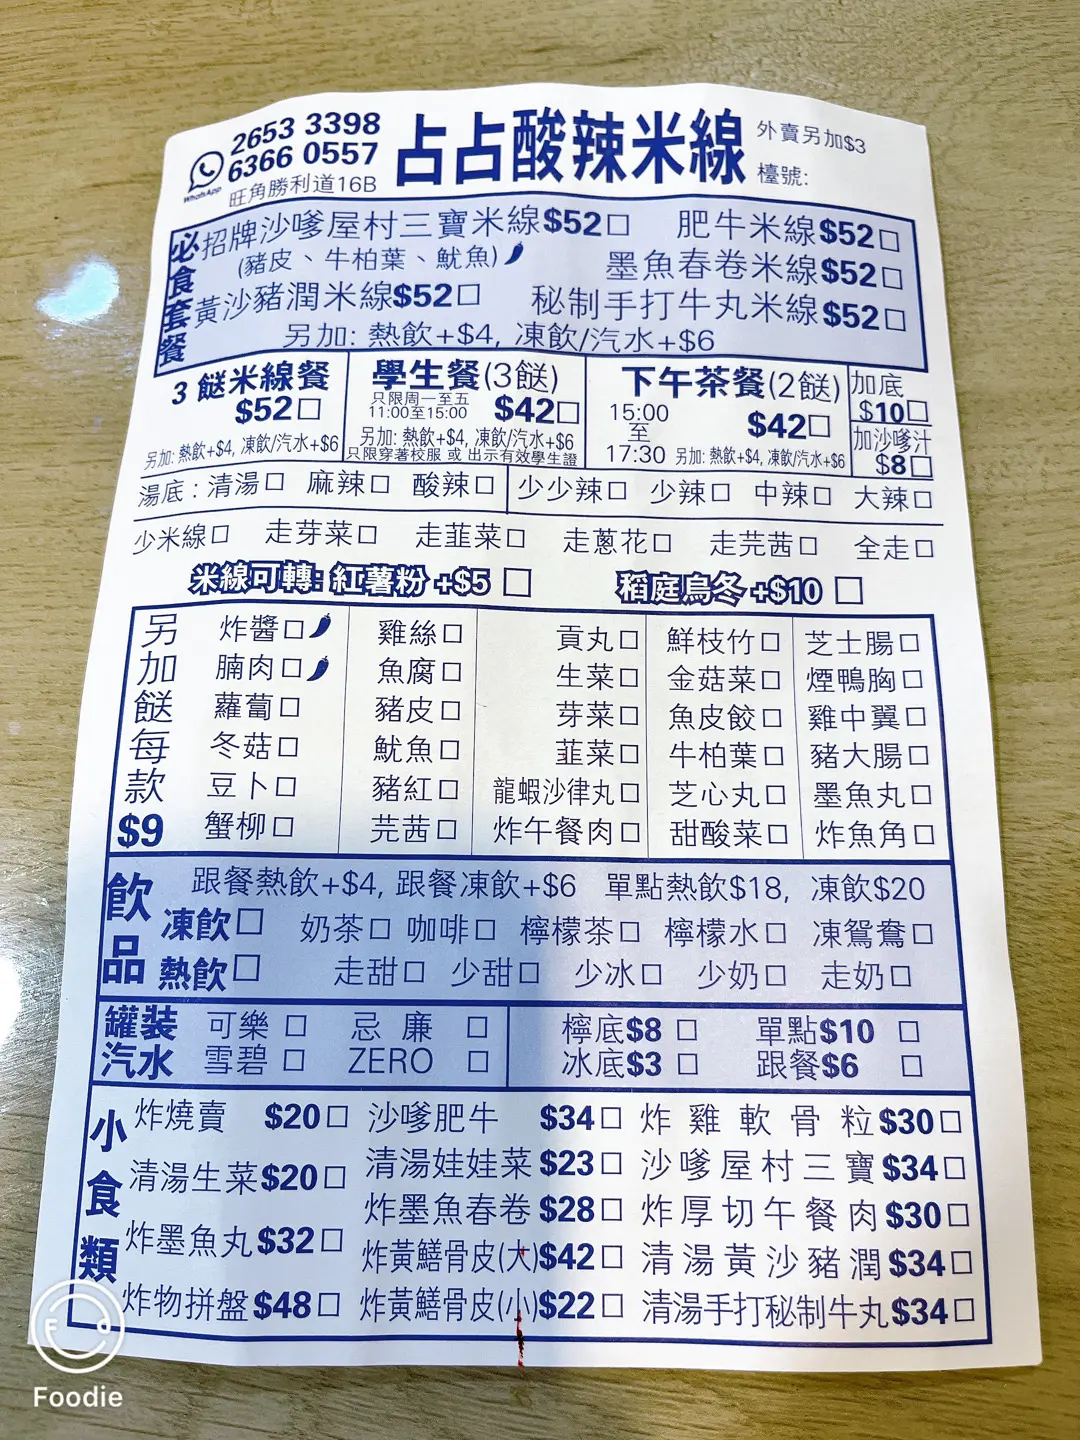 2653 3398
6366 0557
WhatsApp
旺角勝利道16B
占占酸辣米線
外賣另加$3
檯號:
必食套餐
招牌沙嗲屋村三寶米線$52□ 肥牛米線$52□
(豬皮、牛柏葉、魷魚) 墨魚春卷米線$52□
黃沙豬潤米線$52□ 秘制手打牛丸米線$52□
另加: 熱飲+$4, 凍飲/汽水+$6
3 餸米線餐
$52□
另加: 熱飲+$4, 凍飲/汽水+$6
學生餐(3餸)
只限周一至五
11:00至15:00 $42□
另加: 熱飲+$4, 凍飲/汽水+$6
只限穿著校服 或 出示有效學生證
下午茶餐(2餸)
15:00
至
17:30
$42□
另加: 熱飲+$4, 凍飲/汽水+$6
加底
$10□
加沙嗲汁
$8□
湯底 : 清湯□ 麻辣□ 酸辣□ 少少辣□ 少辣□ 中辣□ 大辣□
少米線□ 走芽菜□ 走韮菜□ 走蔥花□ 走芫茜□ 全走□
米線可轉: 紅薯粉 +$5 □ 稻庭烏冬 +$10 □
另加餸每款$9
炸醬□ 雞絲□ 貢丸□ 鮮枝竹□ 芝士腸□
腩肉□ 魚腐□ 生菜□ 金菇菜□ 煙鴨胸□
蘿蔔□ 豬皮□ 芽菜□ 魚皮餃□ 雞中翼□
冬菇□ 魷魚□ 韮菜□ 牛柏葉□ 豬大腸□
豆卜□ 豬紅□ 龍蝦沙律丸□ 芝心丸□ 墨魚丸□
蟹柳□ 芫茜□ 炸午餐肉□ 甜酸菜□ 炸魚角□
飲品
跟餐熱飲+$4, 跟餐凍飲+$6 單點熱飲$18, 凍飲$20
凍飲□ 奶茶□ 咖啡□ 檸檬茶□ 檸檬水□ 凍鴛鴦□
熱飲□ 走甜□ 少甜□ 少冰□ 少奶□ 走奶□
罐裝汽水
可樂 □ 忌廉 □ 檸底$8 □ 單點$10 □
雪碧 □ ZERO □ 冰底$3 □ 跟餐$6 □
小食類
炸燒賣 $20□ 沙嗲肥牛 $34□ 炸雞軟骨粒$30□
清湯生菜$20□ 清湯娃娃菜$23□ 沙嗲屋村三寶$34□
炸墨魚春卷$28□ 炸厚切午餐肉$30□
炸墨魚丸$32□ 炸黃鱔骨皮(大)$42□ 清湯黃沙豬潤$34□
炸物拼盤$48□ 炸黃鱔骨皮(小)$22□ 清湯手打秘制牛丸$34□
Foodie